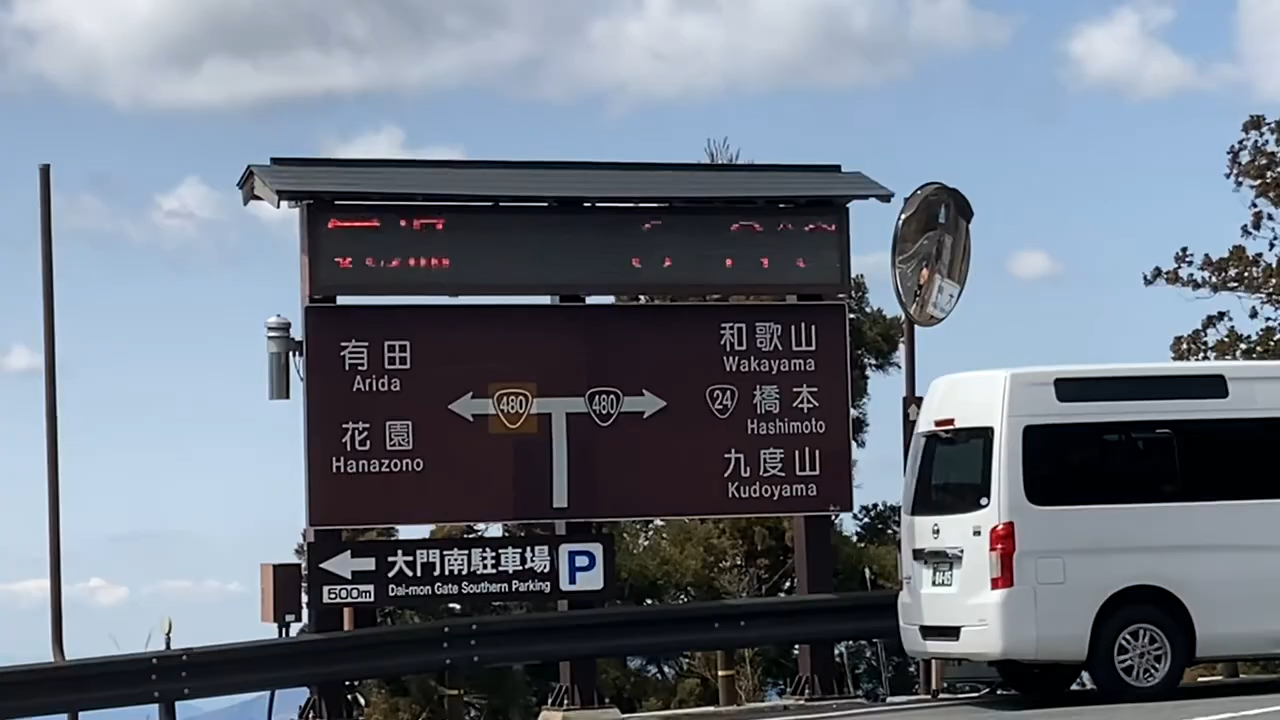 有田
Arida
花園
Hanazono
480
480
和歌山
Wakayama
24 橋本
Hashimoto
九度山
Kudoyama
大門南駐車場 P
500m Dai-mon Gate Southern Parking